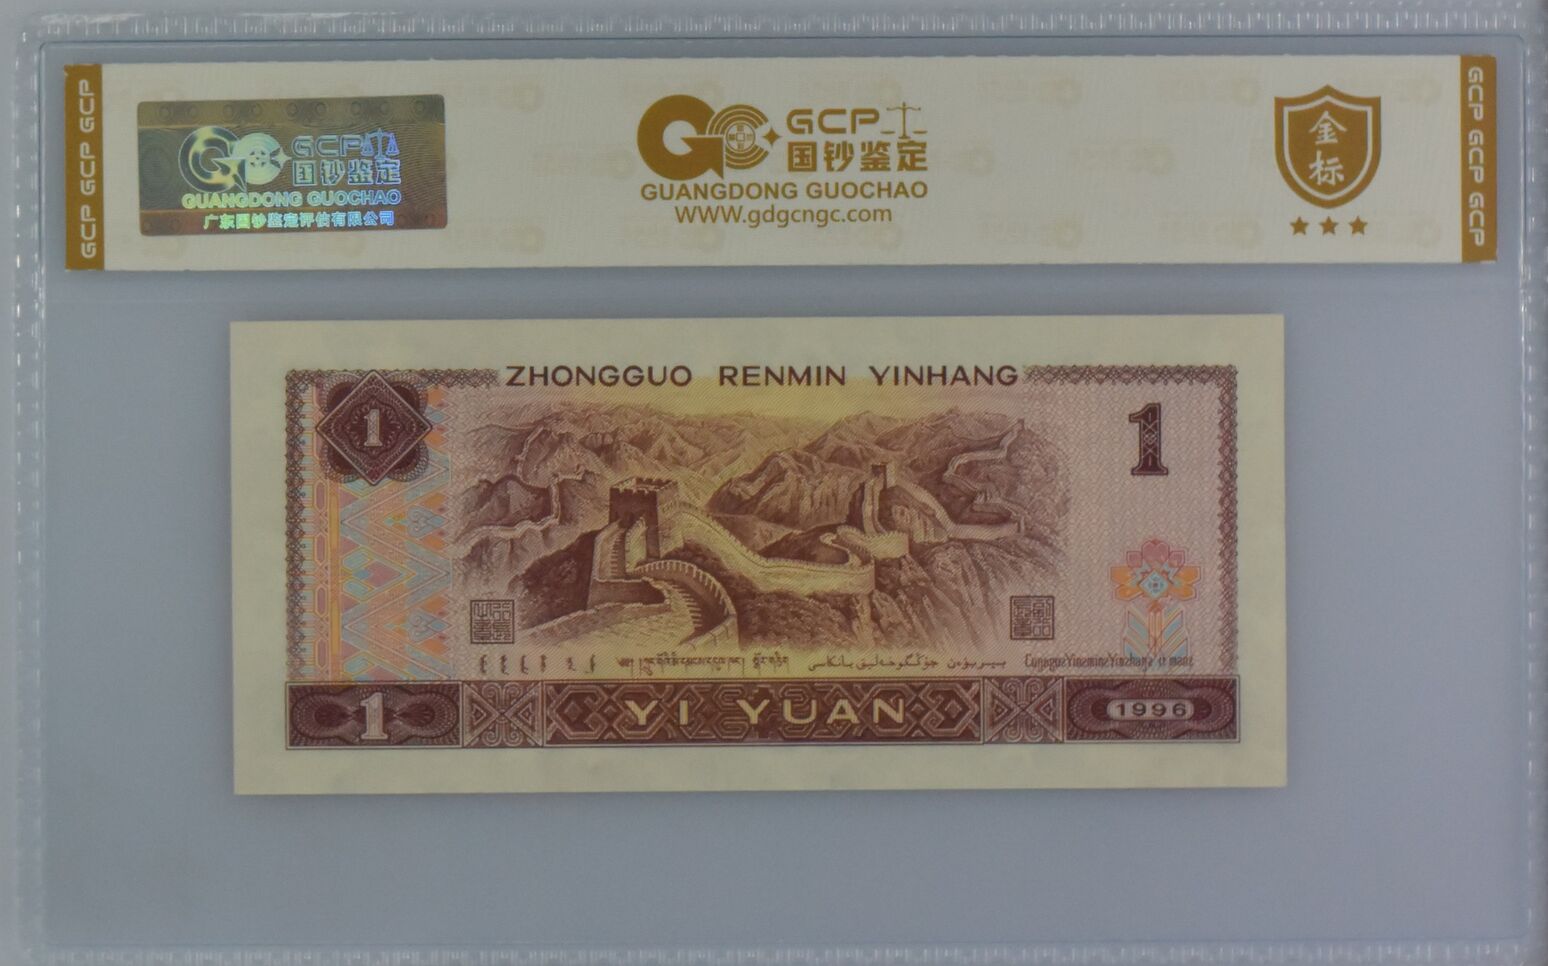 GCP GCP GCP
GCP
国钞鉴定
GUANGDONG GUOCHAO
广东国钞鉴定评估有限公司
GCP
国钞鉴定
GUANGDONG GUOCHAO
WWW.gdgcngc.com
金标
GCP GCP GCP
ZHONGGUO RENMIN YINHANG
1
1
1
YI YUAN
1996